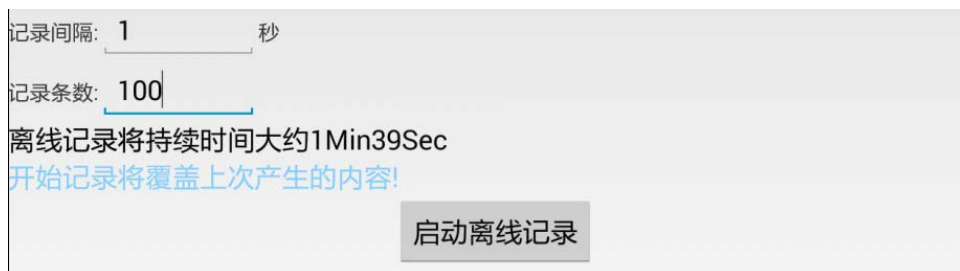 记录间隔: 1 秒
记录条数: 100
离线记录将持续时间大约1Min39Sec
开始记录将覆盖上次产生的内容!
启动离线记录